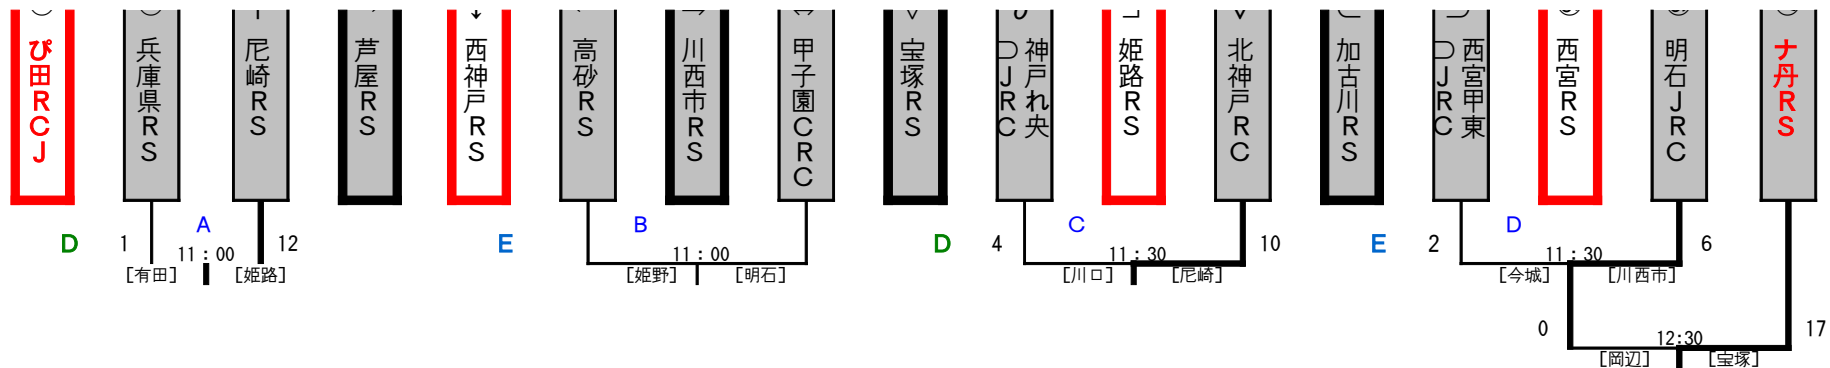 ぴ田RCJ
兵庫県RS
尼崎RS
芦屋RS
西神戸RS
高砂RS
川西市RS
甲子園CRC
宝塚RS
神戸れ央
つJRC
姫路RS
北神戸RC
加古川RS
西宮甲東
つJRC
西宮RS
明石JRC
ナ丹RS
D
1
A
11:00
12
[有田]
[姫路]
E
B
11:00
[姫野]
[明石]
D
4
C
11:30
10
[川口]
[尼崎]
E
2
D
11:30
6
[今城]
[川西市]
0
12:30
17
[岡辺]
[宝塚]